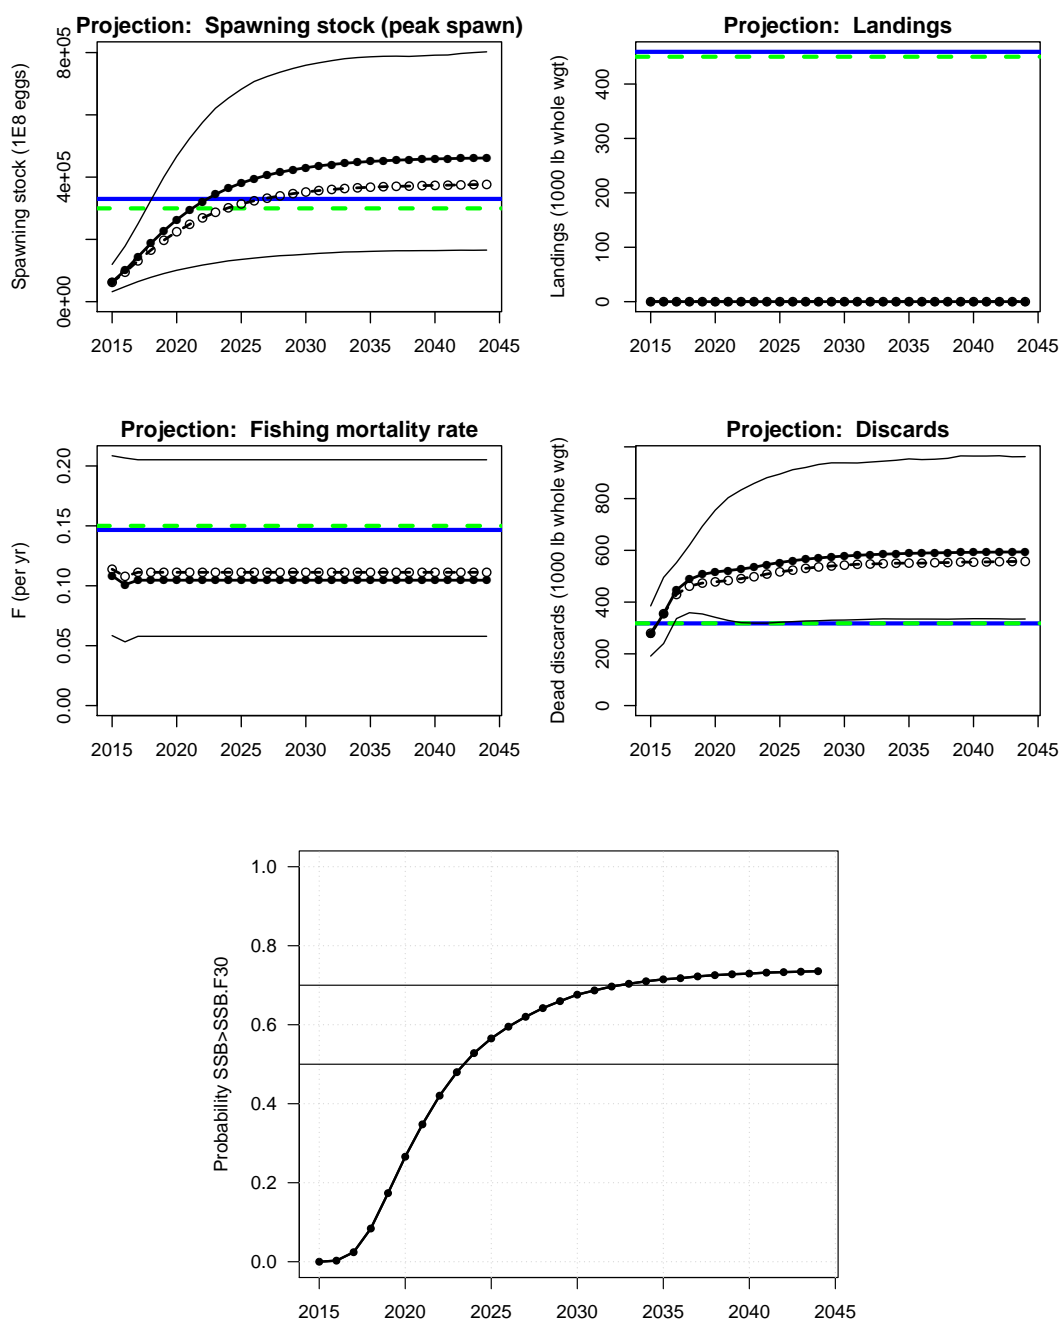 Projection:  Spawning stock (peak spawn)
Spawning stock (1E8 eggs)
8e+05
4e+05
0e+00
2015 2020 2025 2030 2035 2040 2045
Projection:  Landings
Landings (1000 lb whole wgt)
400
300
200
100
0
2015 2020 2025 2030 2035 2040 2045
Projection:  Fishing mortality rate
F (per yr)
0.20
0.15
0.10
0.05
0.00
2015 2020 2025 2030 2035 2040 2045
Projection:  Discards
Dead discards (1000 lb whole wgt)
800
600
400
200
0
2015 2020 2025 2030 2035 2040 2045
Probability SSB>SSB.F30
1.0
0.8
0.6
0.4
0.2
0.0
2015 2020 2025 2030 2035 2040 2045